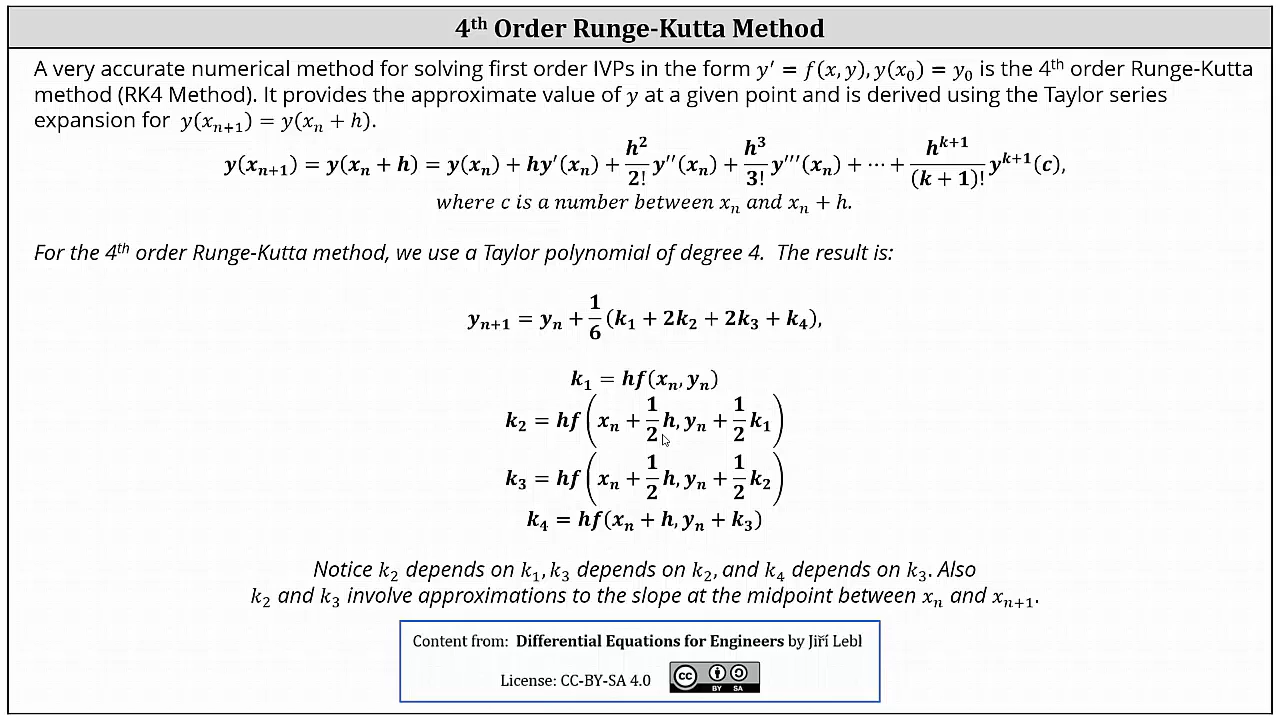 4ᵗʰ Order Runge-Kutta Method
A very accurate numerical method for solving first order IVPs in the form y′ = f(x, y), y(x₀) = y₀ is the 4ᵗʰ order Runge-Kutta
method (RK4 Method). It provides the approximate value of y at a given point and is derived using the Taylor series
expansion for y(xₙ₊₁) = y(xₙ + h).
y(xₙ₊₁) = y(xₙ + h) = y(xₙ) + hy′(xₙ) + h²/2! y′′(xₙ) + h³/3! y′′′(xₙ) + ⋯ + hᵏ⁺¹/(k + 1)! yᵏ⁺¹(c),
where c is a number between xₙ and xₙ + h.
For the 4ᵗʰ order Runge-Kutta method, we use a Taylor polynomial of degree 4. The result is:
yₙ₊₁ = yₙ + 1/6 (k₁ + 2k₂ + 2k₃ + k₄),
k₁ = hf(xₙ, yₙ)
k₂ = hf(xₙ + 1/2 h, yₙ + 1/2 k₁)
k₃ = hf(xₙ + 1/2 h, yₙ + 1/2 k₂)
k₄ = hf(xₙ + h, yₙ + k₃)
Notice k₂ depends on k₁, k₃ depends on k₂, and k₄ depends on k₃. Also
k₂ and k₃ involve approximations to the slope at the midpoint between xₙ and xₙ₊₁.
Content from: Differential Equations for Engineers by Jiří Lebl
License: CC-BY-SA 4.0
cc BY SA